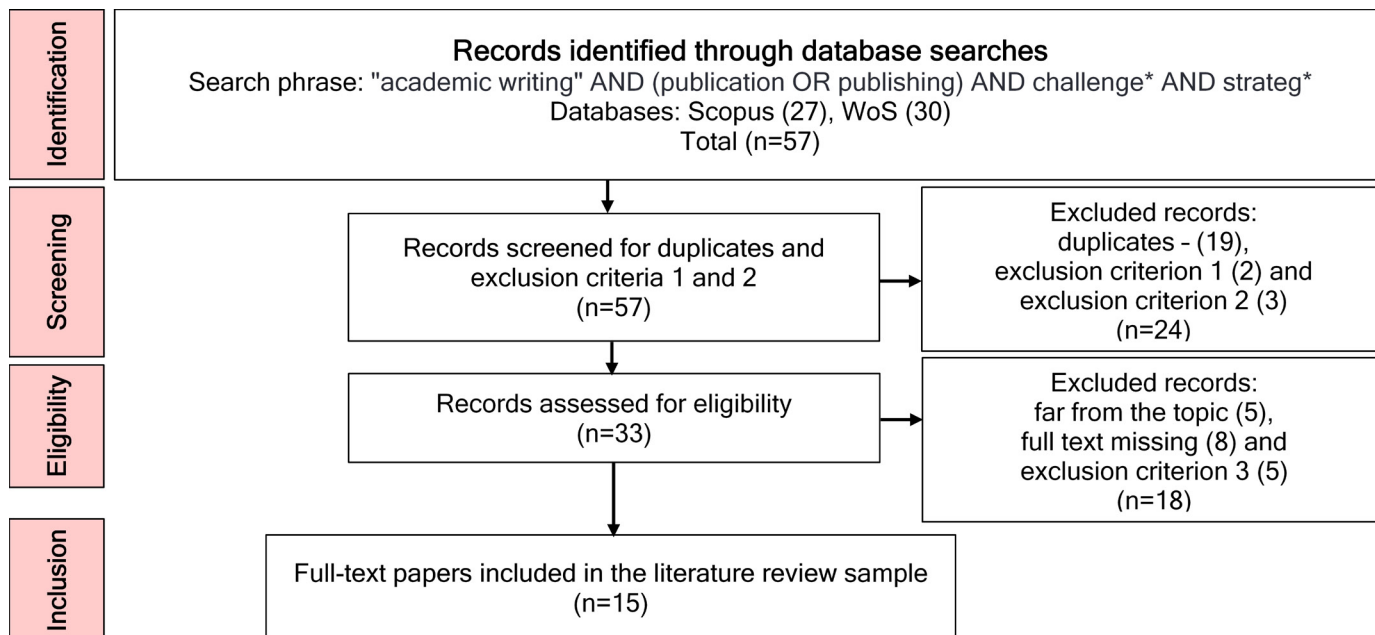 Identification
Records identified through database searches
Search phrase: "academic writing" AND (publication OR publishing) AND challenge* AND strateg*
Databases: Scopus (27), WoS (30)
Total (n=57)
Screening
Records screened for duplicates and
exclusion criteria 1 and 2
(n=57)
Excluded records:
duplicates - (19),
exclusion criterion 1 (2) and
exclusion criterion 2 (3)
(n=24)
Eligibility
Records assessed for eligibility
(n=33)
Excluded records:
far from the topic (5),
full text missing (8) and
exclusion criterion 3 (5)
(n=18)
Inclusion
Full-text papers included in the literature review sample
(n=15)